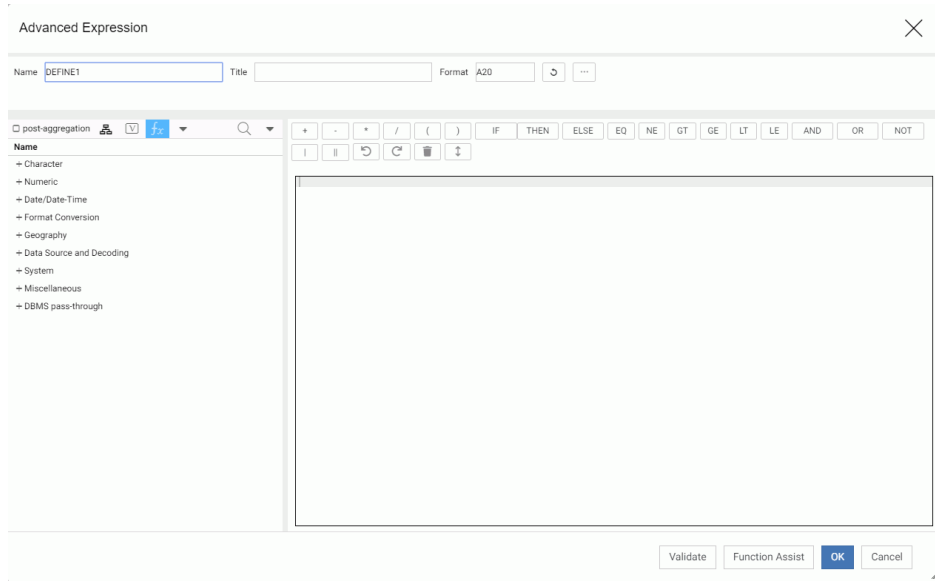 Advanced Expression
Name DEFINE1 Title Format A20 ...
post-aggregation V fx
Name
+ Character
+ Numeric
+ Date/Date-Time
+ Format Conversion
+ Geography
+ Data Source and Decoding
+ System
+ Miscellaneous
+ DBMS pass-through
+ - * / ( ) IF THEN ELSE EQ NE GT GE LT LE AND OR NOT
| ||
Validate Function Assist OK Cancel